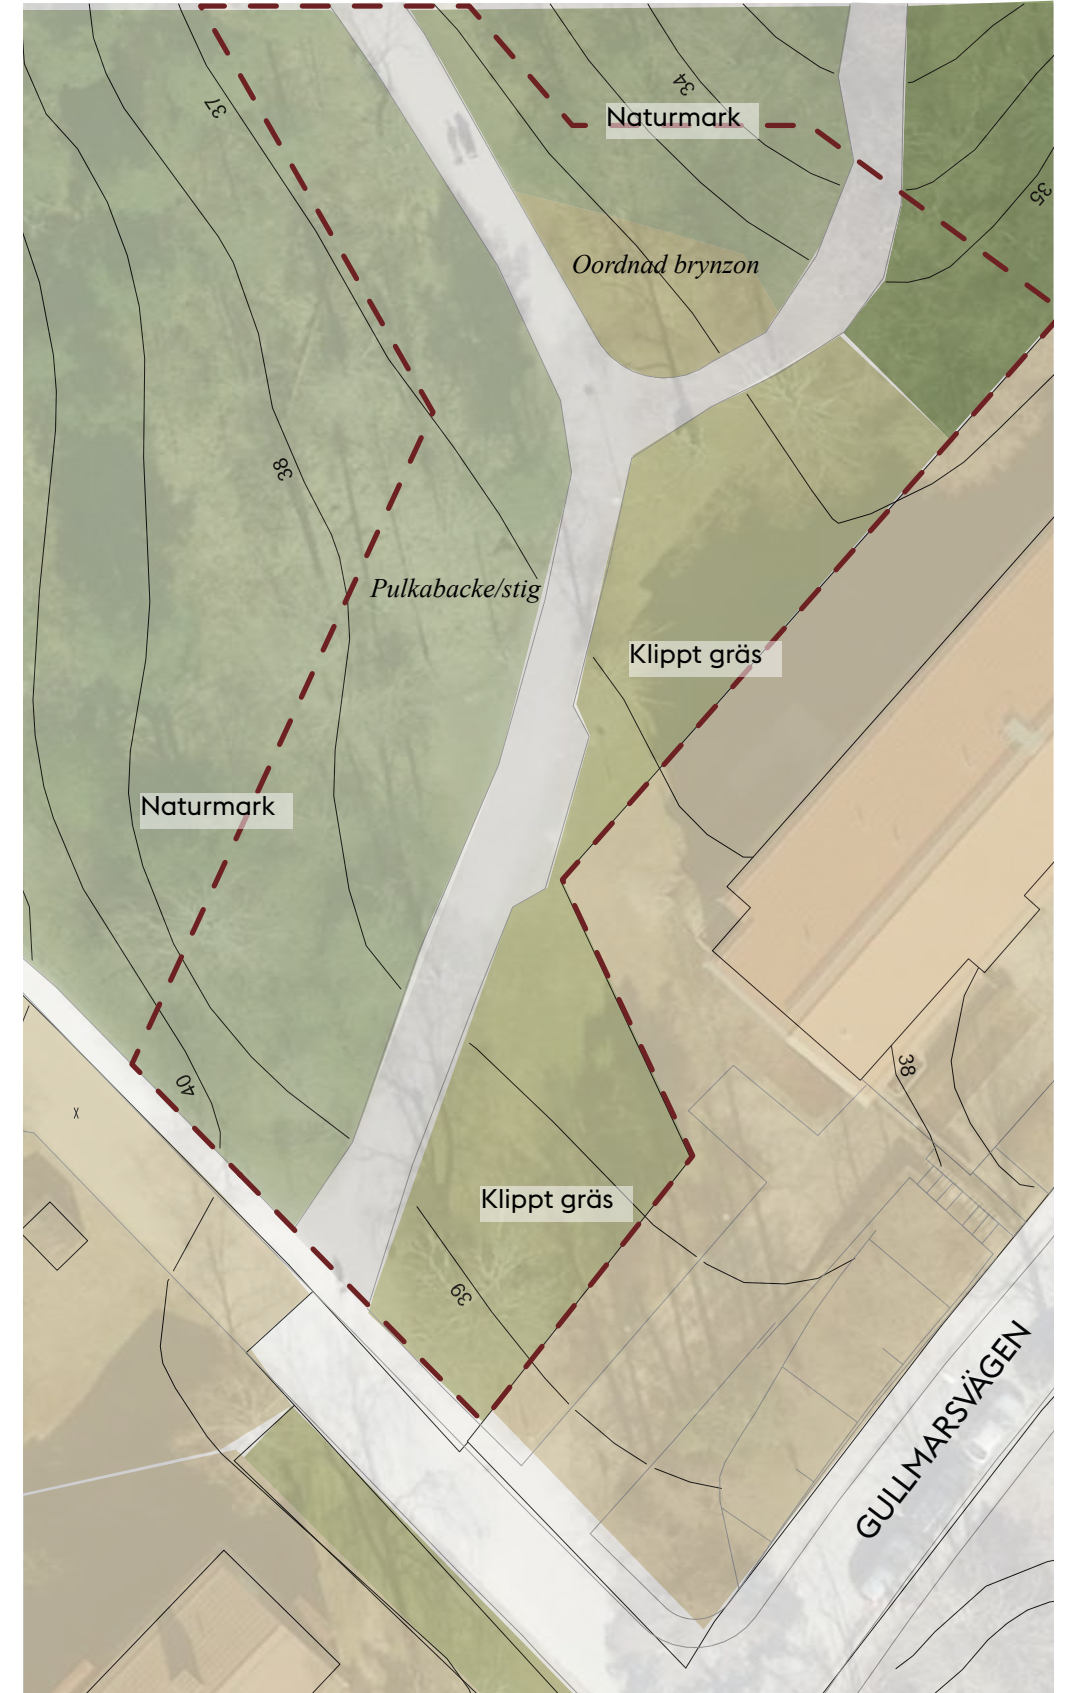 34
37
Naturmark
35
Oordnad brynzon
38
Pulkabacke/stig
Klippt gräs
Naturmark
38
40
x
Klippt gräs
39
GULLMARSVÄGEN